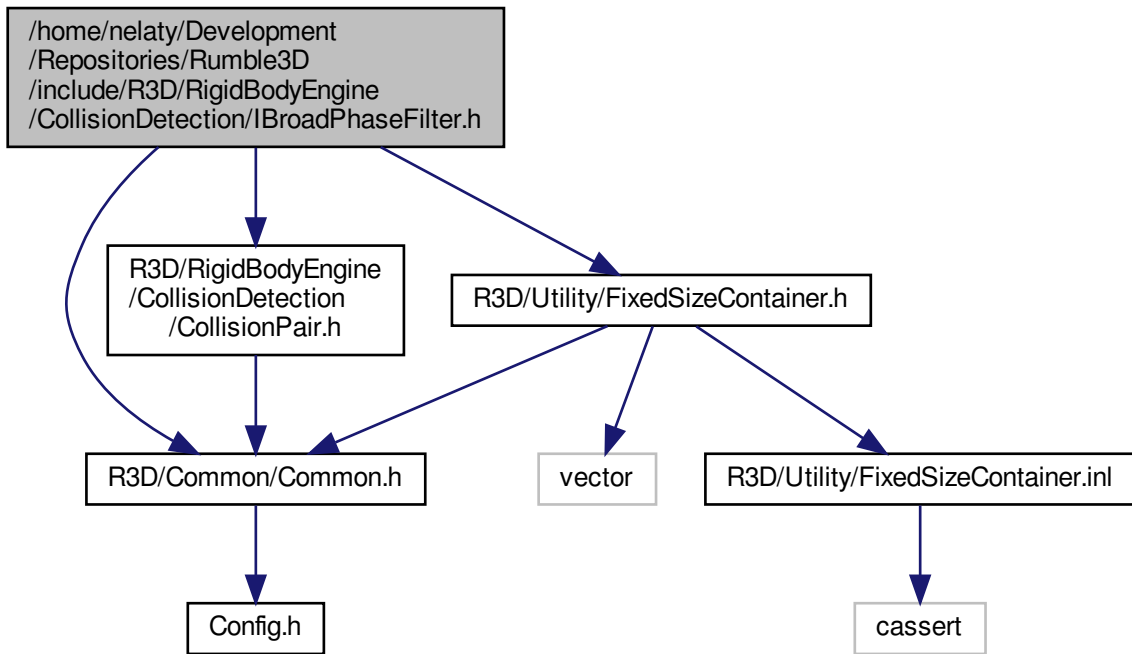 /home/nelaty/Development
/Repositories/Rumble3D
/include/R3D/RigidBodyEngine
/CollisionDetection/IBroadPhaseFilter.h
R3D/RigidBodyEngine
/CollisionDetection
/CollisionPair.h
R3D/Utility/FixedSizeContainer.h
R3D/Common/Common.h
vector
R3D/Utility/FixedSizeContainer.inl
Config.h
cassert